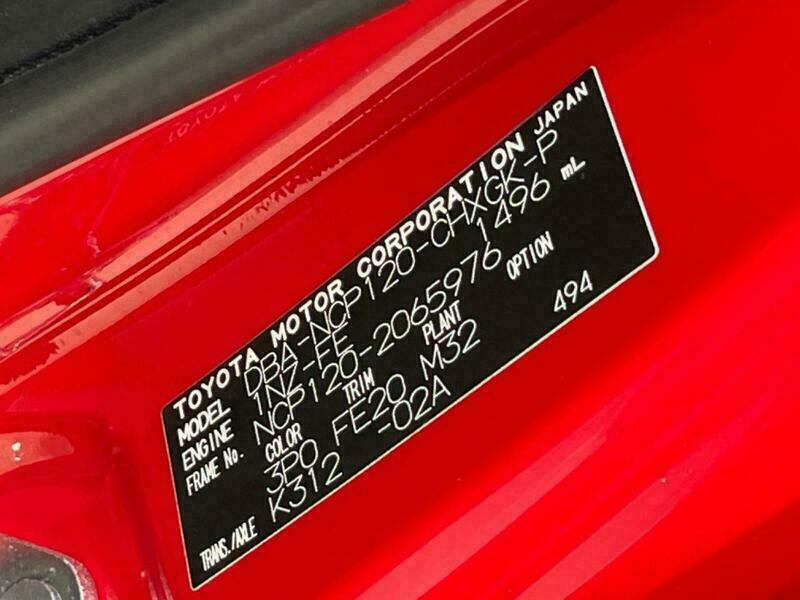 TOYOTA MOTOR CORPORATION JAPAN
MODEL DBA-NCP120-CHXGK-P
ENGINE 1NZ-FE 1496 mL
FRAME No. NCP120-2065976
COLOR TRIM PLANT OPTION
3P0 FE20 M32 494
TRANS./AXLE K312 -02A